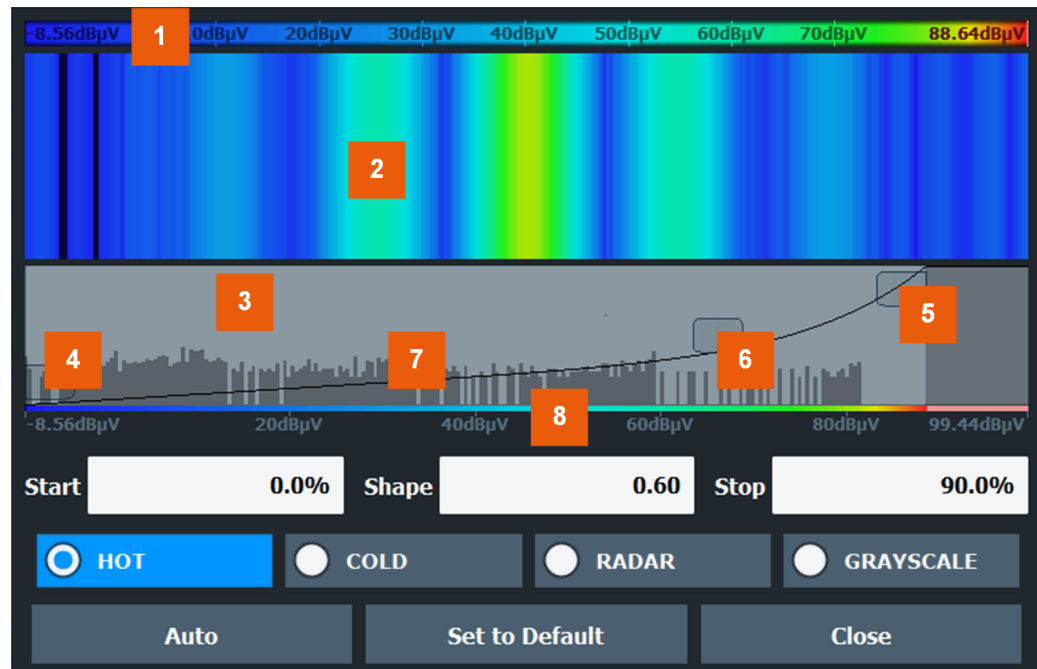 -8.56dBµV 1 0dBµV 20dBµV 30dBµV 40dBµV 50dBµV 60dBµV 70dBµV 88.64dBµV
2
3
5
4 7 6
8
-8.56dBµV 20dBµV 40dBµV 60dBµV 80dBµV 99.44dBµV
Start 0.0% Shape 0.60 Stop 90.0%
HOT COLD RADAR GRAYSCALE
Auto Set to Default Close